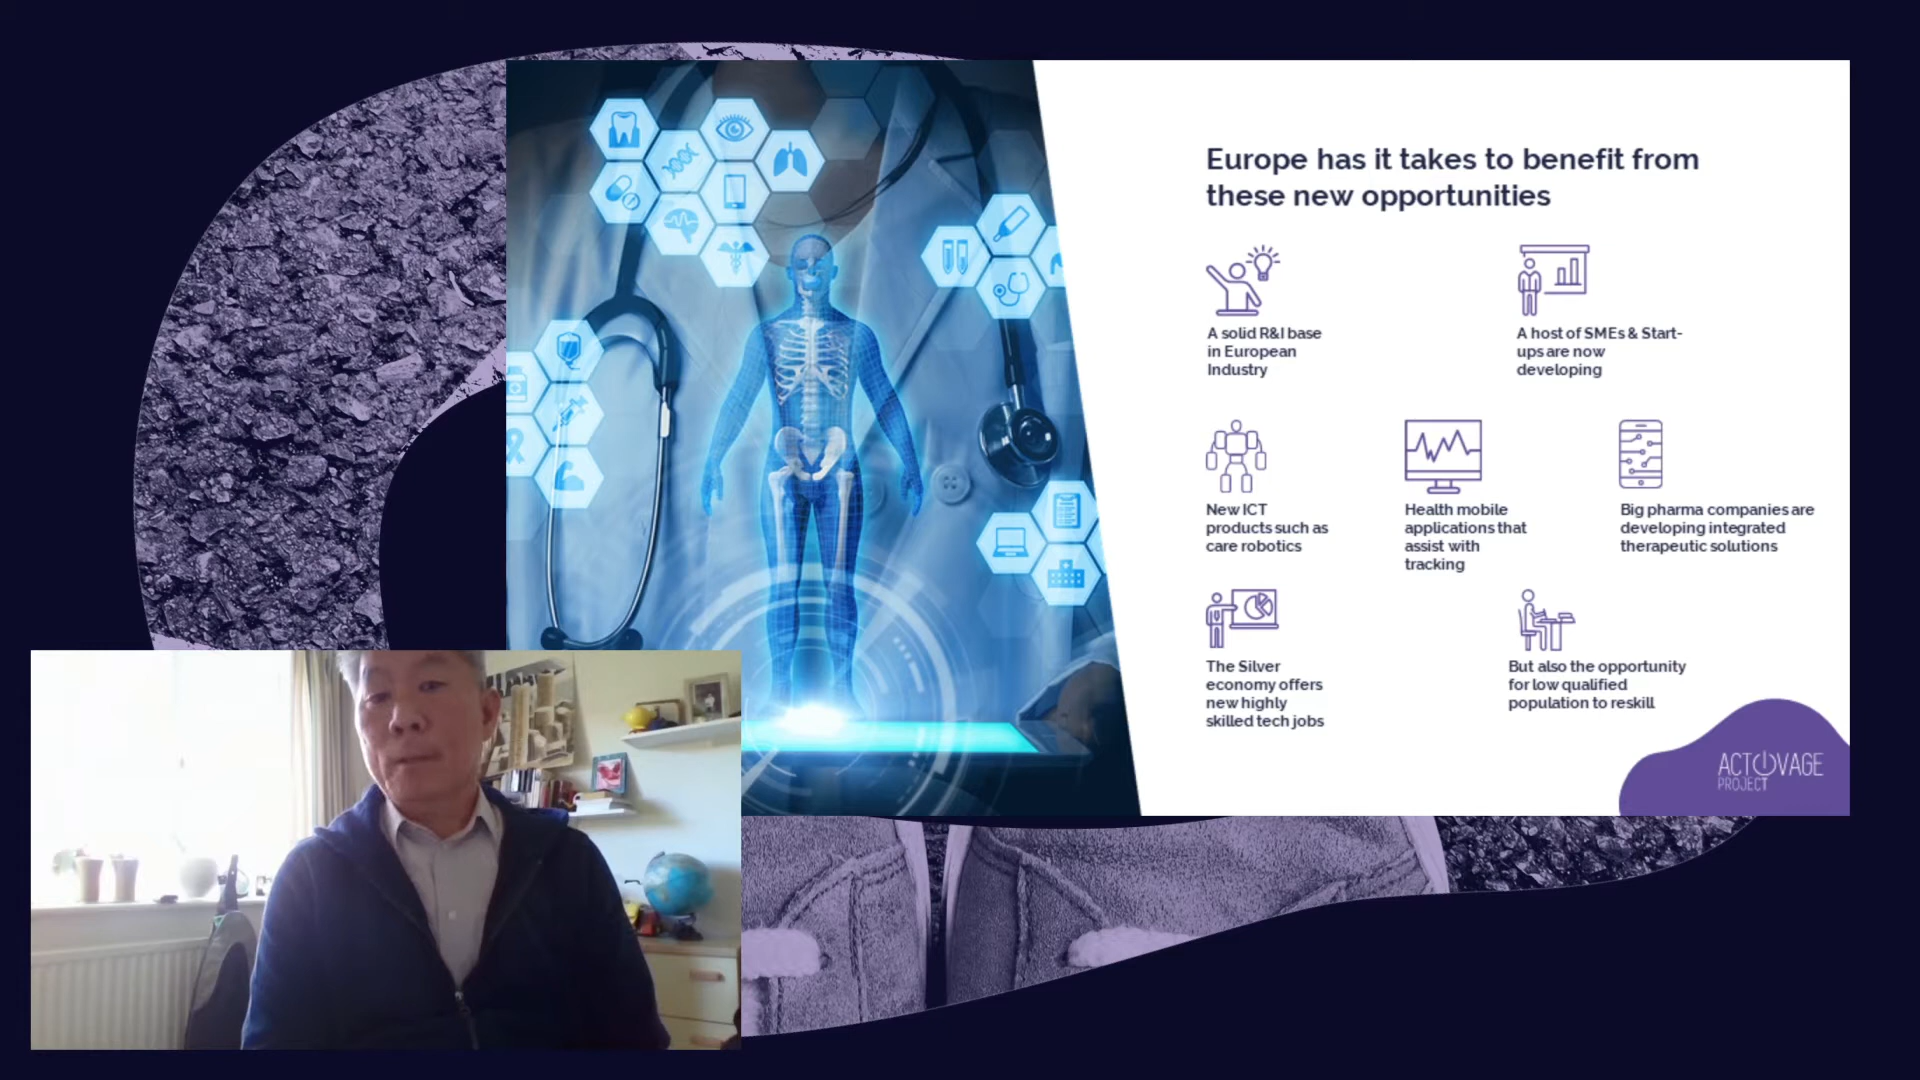 Europe has it takes to benefit from
these new opportunities
A solid R&I base
in European
Industry
A host of SMEs & Start-
ups are now
developing
New ICT
products such as
care robotics
Health mobile
applications that
assist with
tracking
Big pharma companies are
developing integrated
therapeutic solutions
The Silver
economy offers
new highly
skilled tech jobs
But also the opportunity
for low qualified
population to reskill
ACTIVAGE
PROJECT